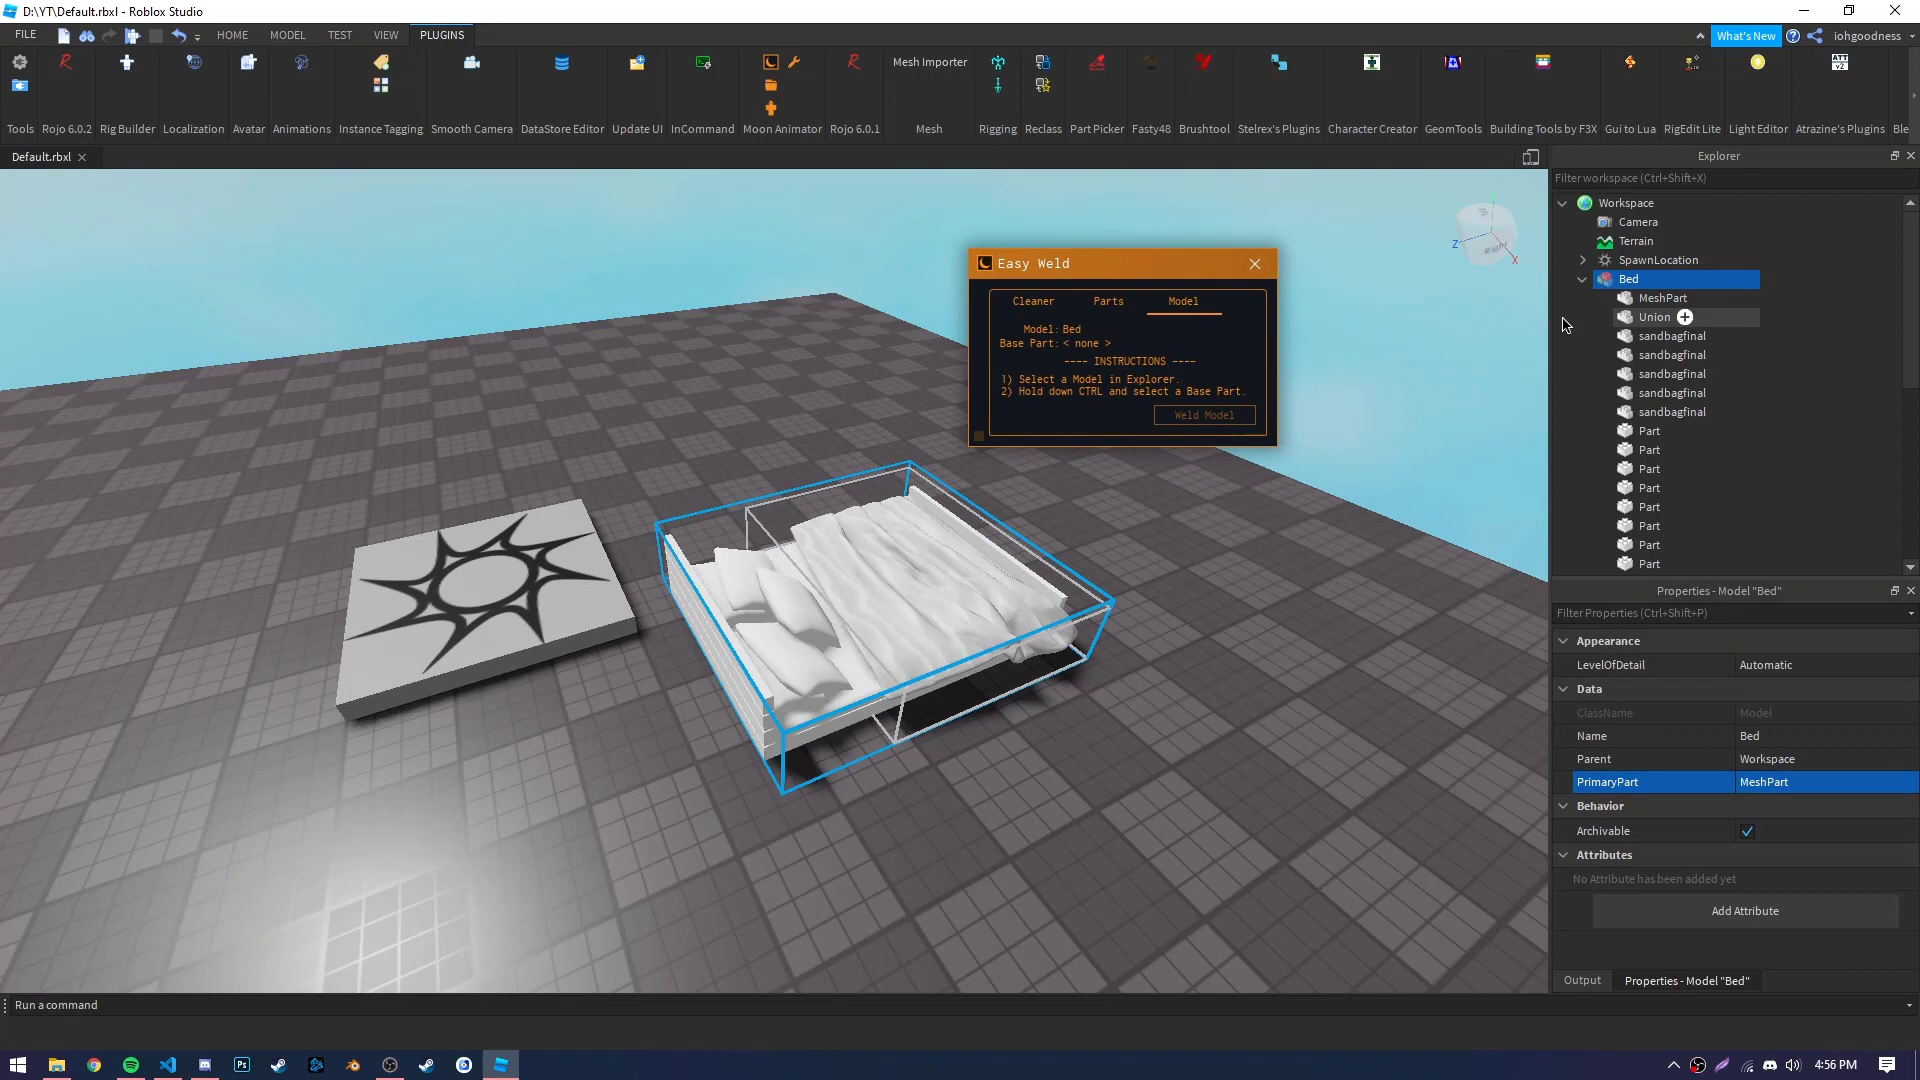 D:\YT\Default.rbxl - Roblox Studio
FILE
HOME
MODEL
TEST
VIEW
PLUGINS
What's New
iohgoodness
Mesh Importer
Tools
Rojo 6.0.2
Rig Builder
Localization
Avatar
Animations
Instance Tagging
Smooth Camera
DataStore Editor
Update UI
InCommand
Moon Animator
Rojo 6.0.1
Mesh
Rigging
Reclass
Part Picker
Fasty48
Brushtool
Stelrex's Plugins
Character Creator
GeomTools
Building Tools by F3X
Gui to Lua
RigEdit Lite
Light Editor
Atrazine's Plugins
Ble
Default.rbxl
Explorer
Filter workspace (Ctrl+Shift+X)
Workspace
Camera
Terrain
SpawnLocation
Bed
MeshPart
Union
sandbagfinal
sandbagfinal
sandbagfinal
sandbagfinal
sandbagfinal
Part
Part
Part
Part
Part
Part
Part
Part
Z
X
Right
Easy Weld
Cleaner
Parts
Model
Model: Bed
Base Part: < none >
---- INSTRUCTIONS ----
1) Select a Model in Explorer.
2) Hold down CTRL and select a Base Part.
Weld Model
Properties - Model "Bed"
Filter Properties (Ctrl+Shift+P)
Appearance
LevelOfDetail Automatic
Data
ClassName Model
Name Bed
Parent Workspace
PrimaryPart MeshPart
Behavior
Archivable
Attributes
No Attribute has been added yet
Add Attribute
Output
Properties - Model "Bed"
Run a command
Ps
4:56 PM